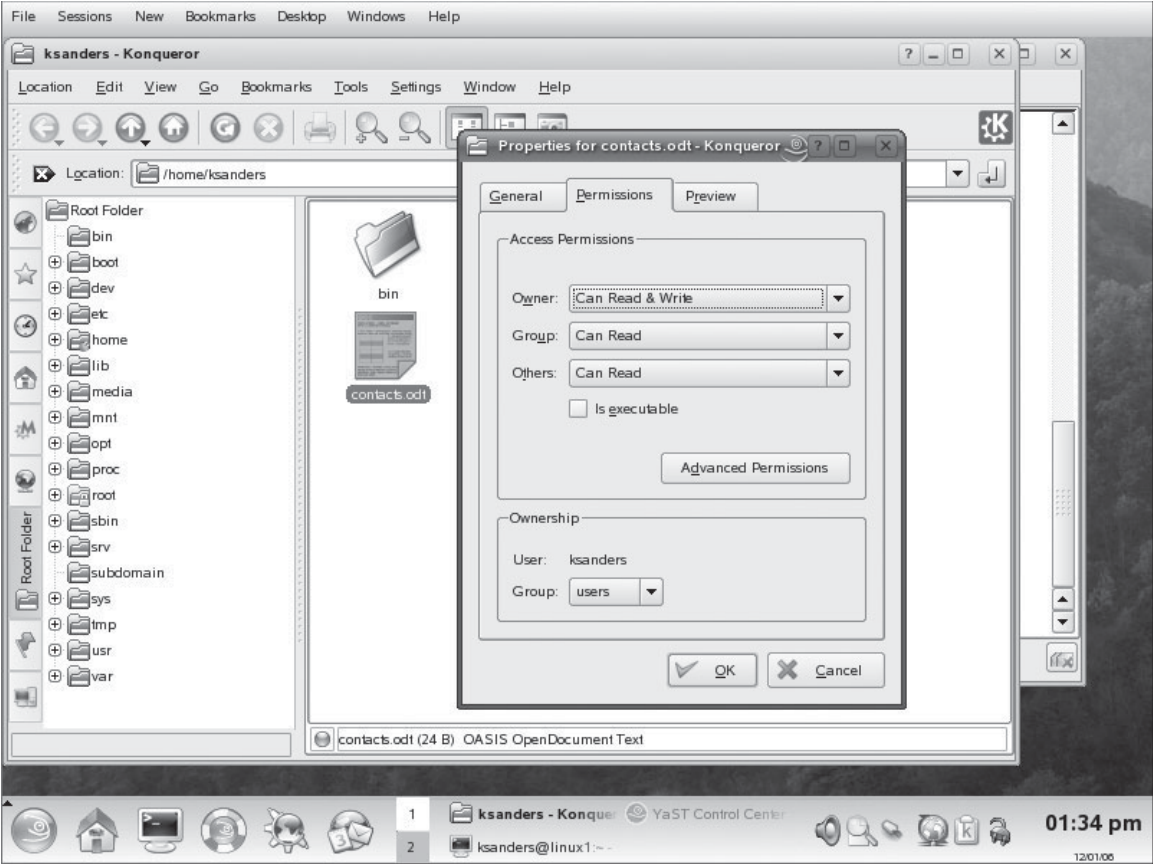 File Sessions New Bookmarks Desktop Windows Help
ksanders - Konqueror
Location Edit View Go Bookmarks Tools Settings Window Help
Location: /home/ksanders
Root Folder
Root Folder
bin
boot
dev
etc
home
lib
media
mnt
opt
proc
root
sbin
srv
subdomain
sys
tmp
usr
var
bin
contacts.odt
Properties for contacts.odt - Konqueror
General Permissions Preview
Access Permissions
Owner: Can Read & Write
Group: Can Read
Others: Can Read
Is executable
Advanced Permissions
Ownership
User: ksanders
Group: users
OK Cancel
contacts.odt (24 B) OASIS OpenDocument Text
1
2
ksanders - Konque
YaST Control Center
ksanders@linux1:~ -
01:34 pm
12/01/06